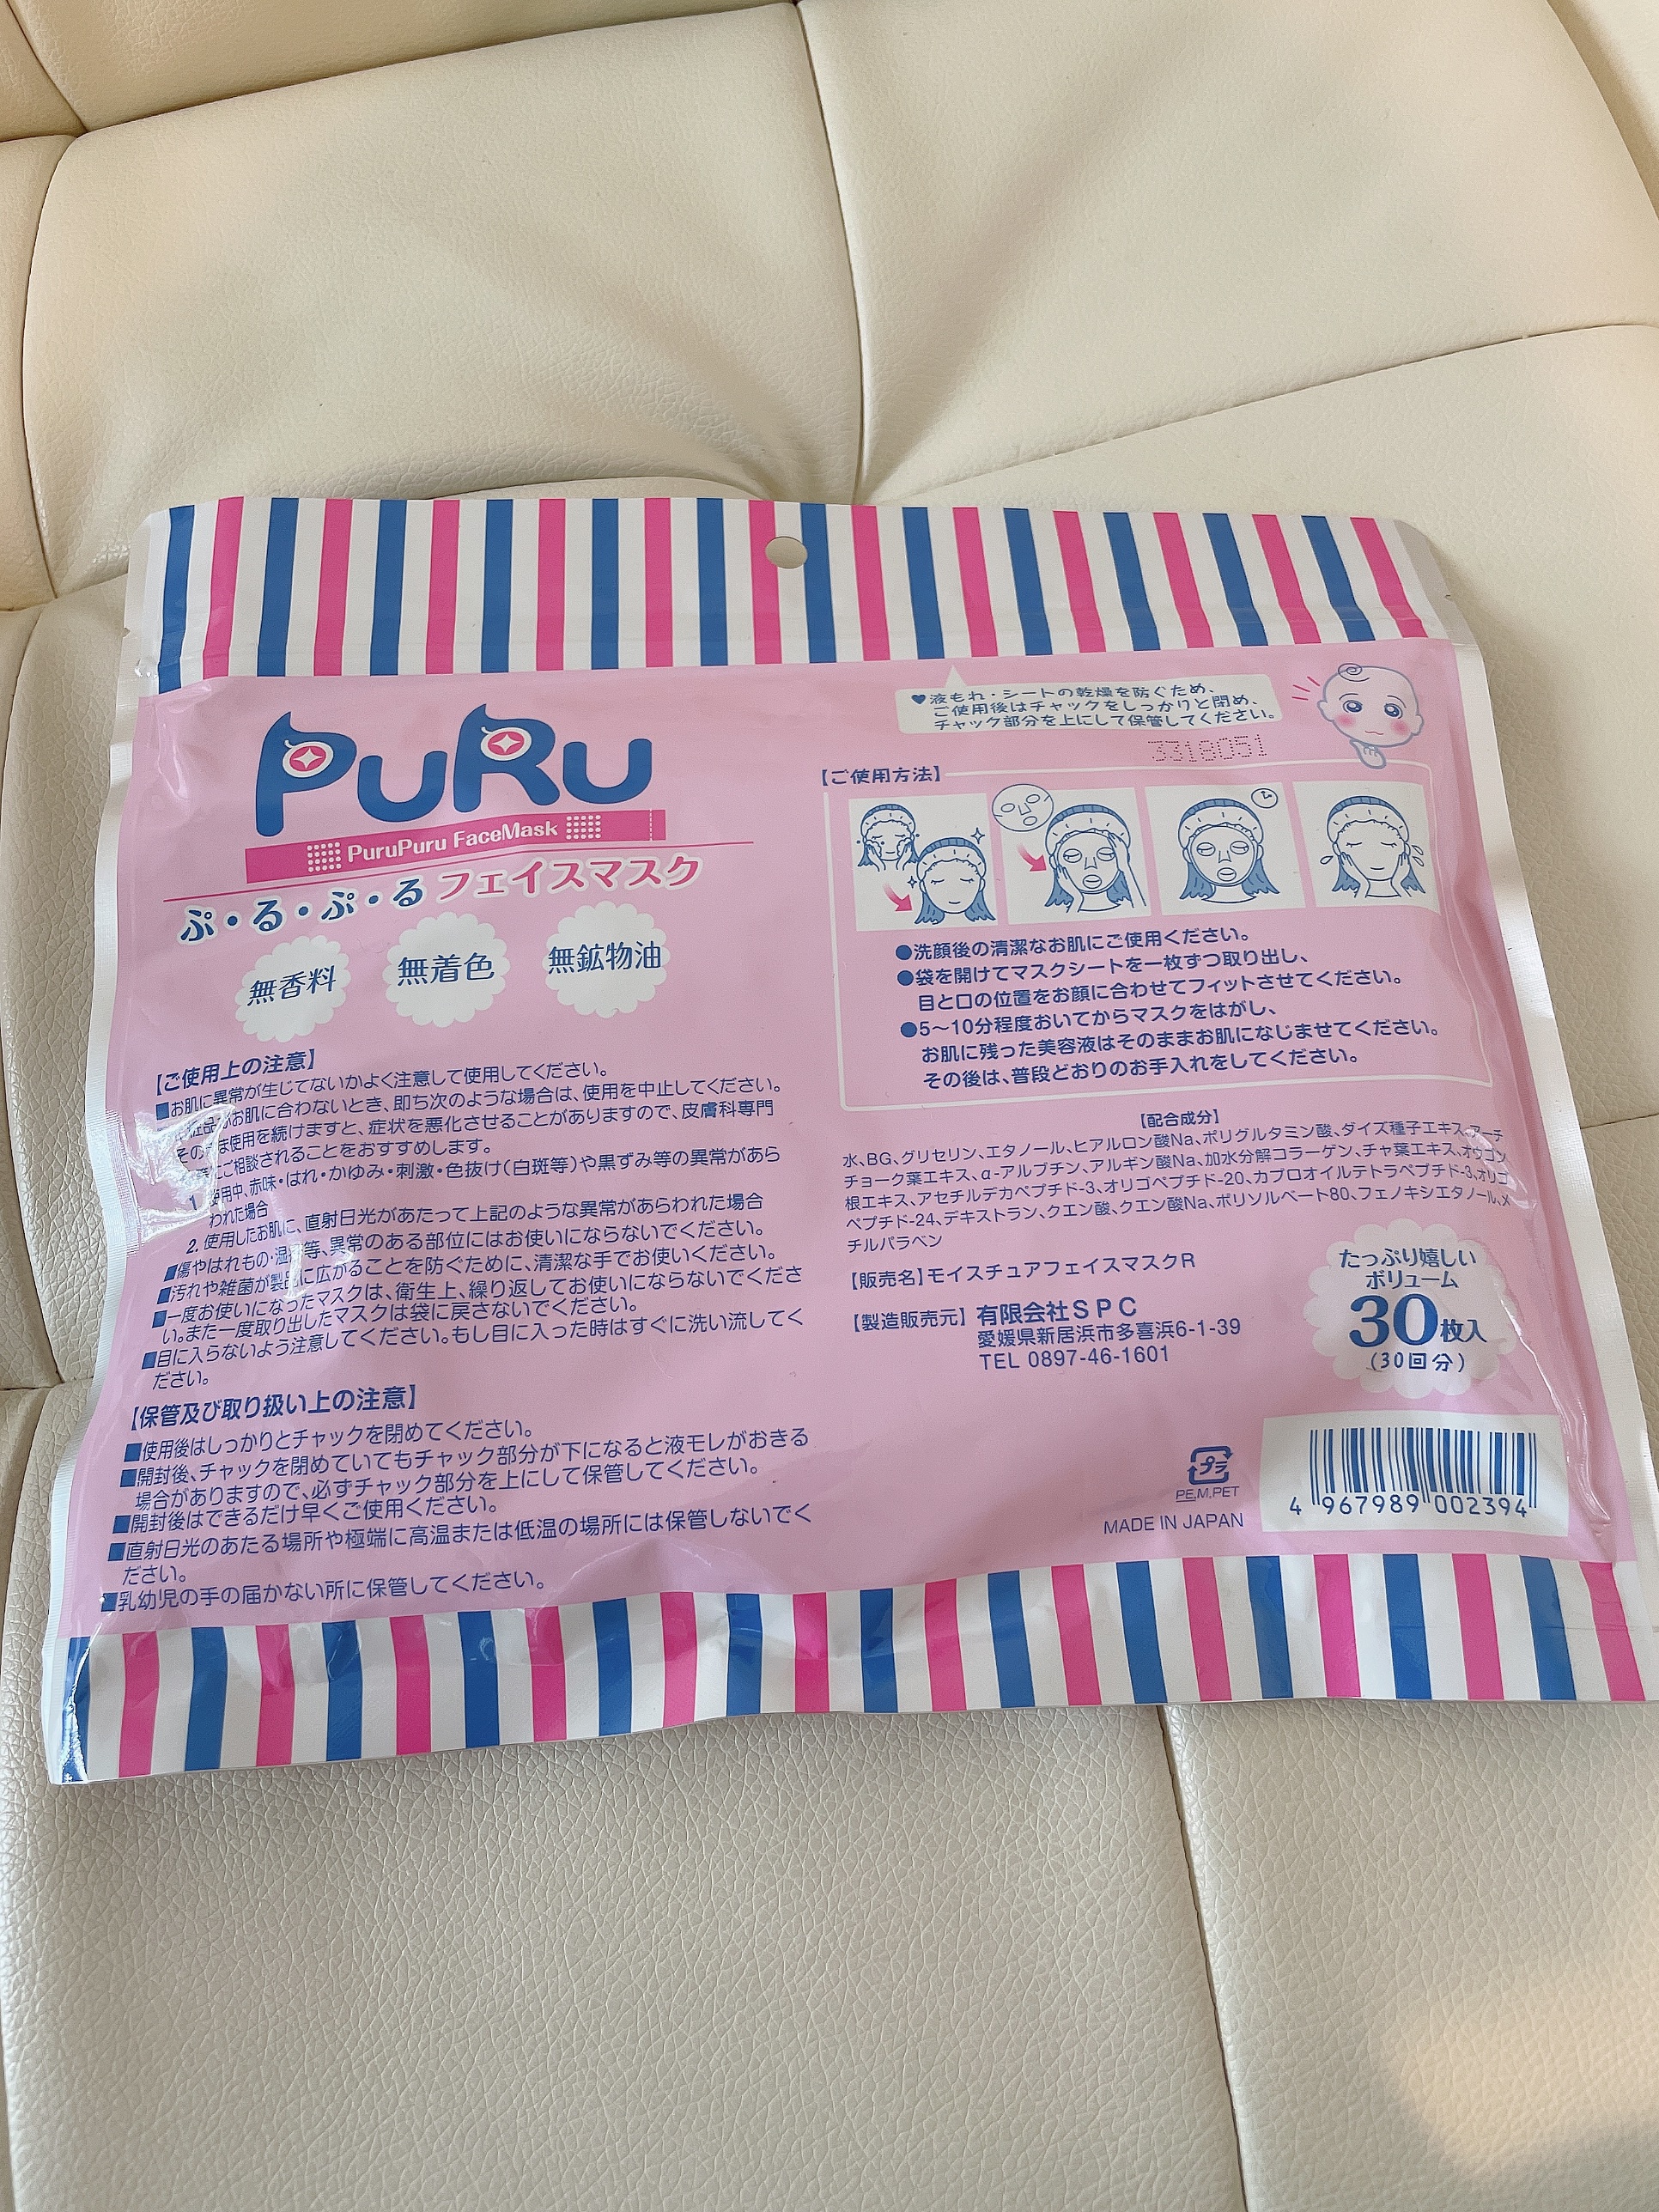 PuRu
PuruPuru FaceMask
ぷ・る・ぷ・る フェイスマスク
無香料
無着色
無鉱物油
【ご使用上の注意】
■お肌に異常が生じてないかよく注意して使用してください。
お肌に合わないとき、即ち次のような場合は、使用を中止してください。
そのまま使用を続けますと、症状を悪化させることがありますので、皮膚科専門
にご相談されることをおすすめします。
1. 使用中、赤味・はれ・かゆみ・刺激・色抜け(白斑等)や黒ずみ等の異常があら
われた場合
2. 使用したお肌に、直射日光があたって上記のような異常があらわれた場合
■傷やはれもの・湿疹等、異常のある部位にはお使いにならないでください。
■汚れや雑菌が製品に広がることを防ぐために、清潔な手でお使いください。
■一度お使いになったマスクは、衛生上、繰り返してお使いにならないでくださ
い。また一度取り出したマスクは袋に戻さないでください。
■目に入らないよう注意してください。もし目に入った時はすぐに洗い流してく
ださい。
【保管及び取り扱い上の注意】
■使用後はしっかりとチャックを閉めてください。
■開封後、チャックを閉めていてもチャック部分が下になると液モレがおきる
場合がありますので、必ずチャック部分を上にして保管してください。
■開封後はできるだけ早くご使用ください。
■直射日光のあたる場所や極端に高温または低温の場所には保管しないでく
ださい。
■乳幼児の手の届かない所に保管してください。
♥液もれ・シートの乾燥を防ぐため、
ご使用後はチャックをしっかりと閉め、
チャック部分を上にして保管してください。
3318051
【ご使用方法】
●洗顔後の清潔なお肌にご使用ください。
●袋を開けてマスクシートを一枚ずつ取り出し、
目と口の位置をお顔に合わせてフィットさせてください。
●5〜10分程度おいてからマスクをはがし、
お肌に残った美容液はそのままお肌になじませてください。
その後は、普段どおりのお手入れをしてください。
【配合成分】
水、BG、グリセリン、エタノール、ヒアルロン酸Na、ポリグルタミン酸、ダイズ種子エキス、アーチ
チョーク葉エキス、α-アルブチン、アルギン酸Na、加水分解コラーゲン、チャ葉エキス、オウゴン
根エキス、アセチルデカペプチド-3、オリゴペプチド-20、カプロオイルテトラペプチド-3、オリゴ
ペプチド-24、デキストラン、クエン酸、クエン酸Na、ポリソルベート80、フェノキシエタノール、メ
チルパラベン
【販売名】モイスチュアフェイスマスクR
【製造販売元】有限会社SPC
愛媛県新居浜市多喜浜6-1-39
TEL 0897-46-1601
たっぷり嬉しい
ボリューム
30枚入
(30回分)
プラ
PE,M,PET
MADE IN JAPAN
4 967989 002394